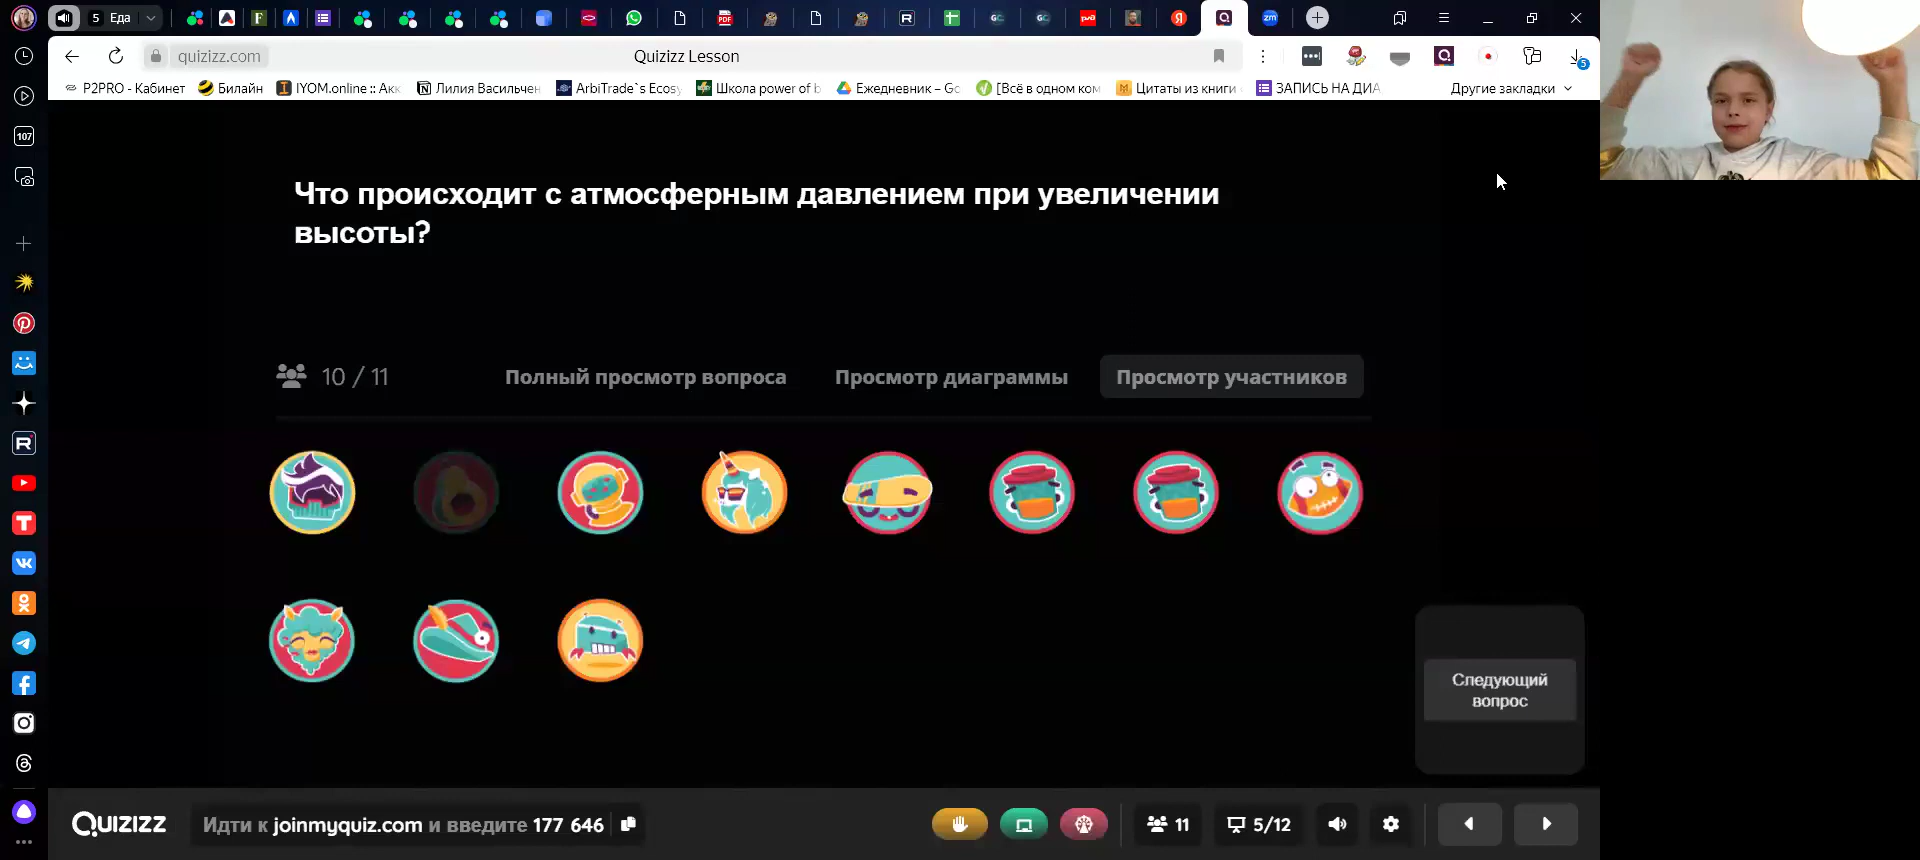 5 Еда
quizizz.com
Quizizz Lesson
5
P2PRO - Кабинет
Билайн
IYOM.online :: Акк
Лилия Васильчен
ArbiTrade`s Ecosy
Школа power of b
Ежедневник – Go
[Всё в одном ком
Цитаты из книги
ЗАПИСЬ НА ДИА
Другие закладки
107
Что происходит с атмосферным давлением при увеличении
высоты?
10 / 11
Полный просмотр вопроса
Просмотр диаграммы
Просмотр участников
Следующий
вопрос
QUIZIZZ
Идти к joinmyquiz.com и введите 177 646
11
5/12